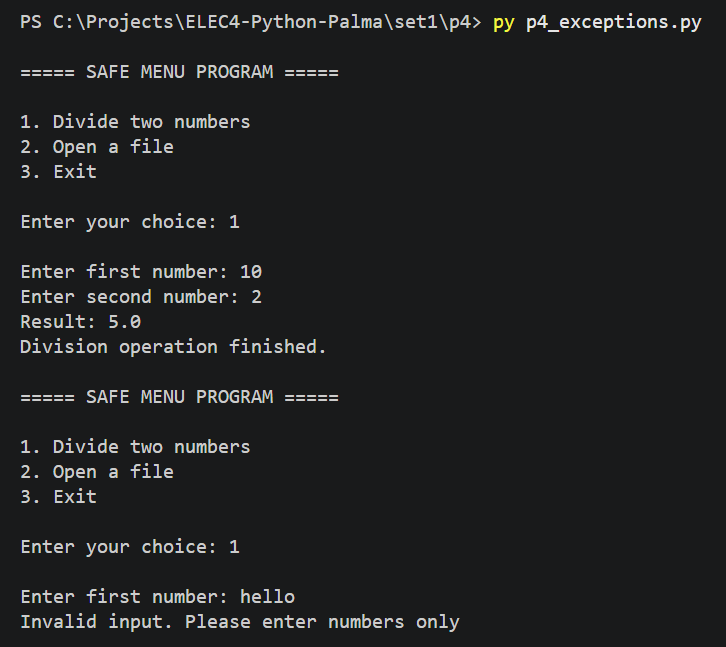 PS C:\Projects\ELEC4-Python-Palma\set1\p4> py p4_exceptions.py
===== SAFE MENU PROGRAM =====
1. Divide two numbers
2. Open a file
3. Exit
Enter your choice: 1
Enter first number: 10
Enter second number: 2
Result: 5.0
Division operation finished.
===== SAFE MENU PROGRAM =====
1. Divide two numbers
2. Open a file
3. Exit
Enter your choice: 1
Enter first number: hello
Invalid input. Please enter numbers only